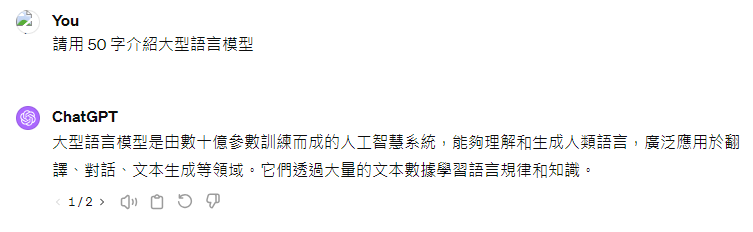 You
請用 50 字介紹大型語言模型
ChatGPT
大型語言模型是由數十億參數訓練而成的人工智慧系統，能夠理解和生成人類語言，廣泛應用於翻
譯、對話、文本生成等領域。它們透過大量的文本數據學習語言規律和知識。
1 / 2